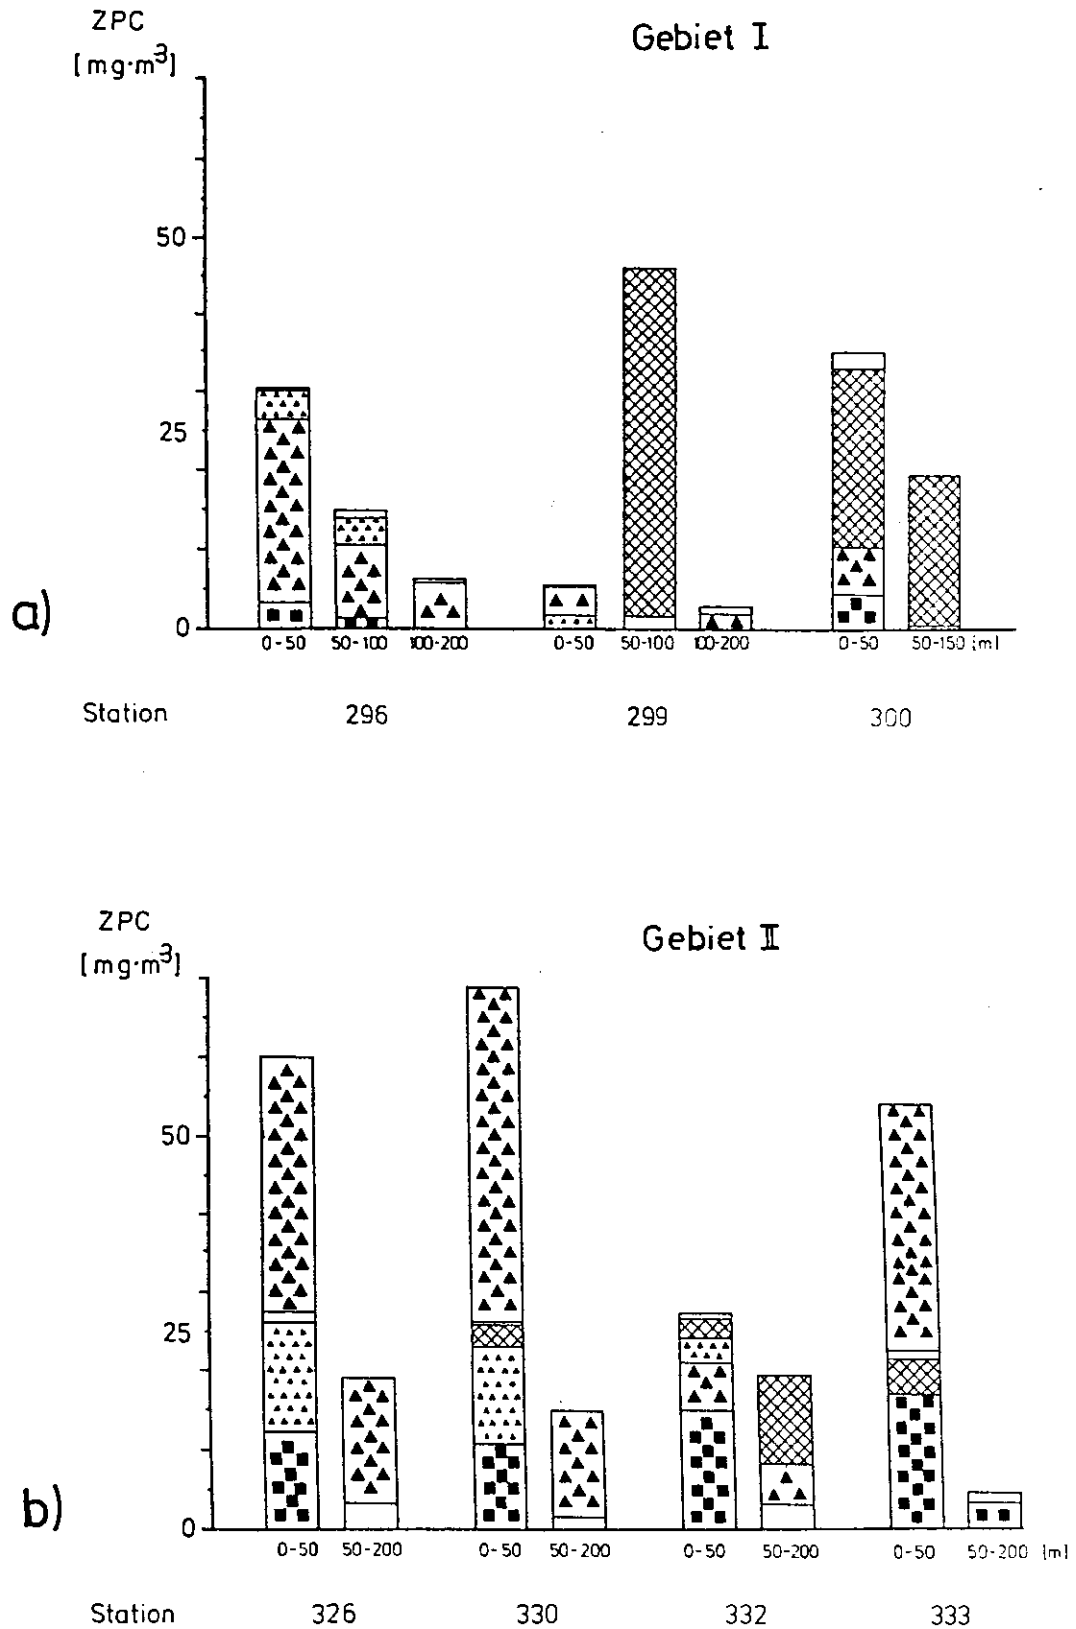 ZPC
[mg·m³]
Gebiet I
50
25
0
0-50 50-100 100-200 0-50 50-100 100-200 0-50 50-150 [m]
a)
Station 296 299 300
ZPC
[mg·m³]
Gebiet II
50
25
0
0-50 50-200 0-50 50-200 0-50 50-200 0-50 50-200 [m]
b)
Station 326 330 332 333